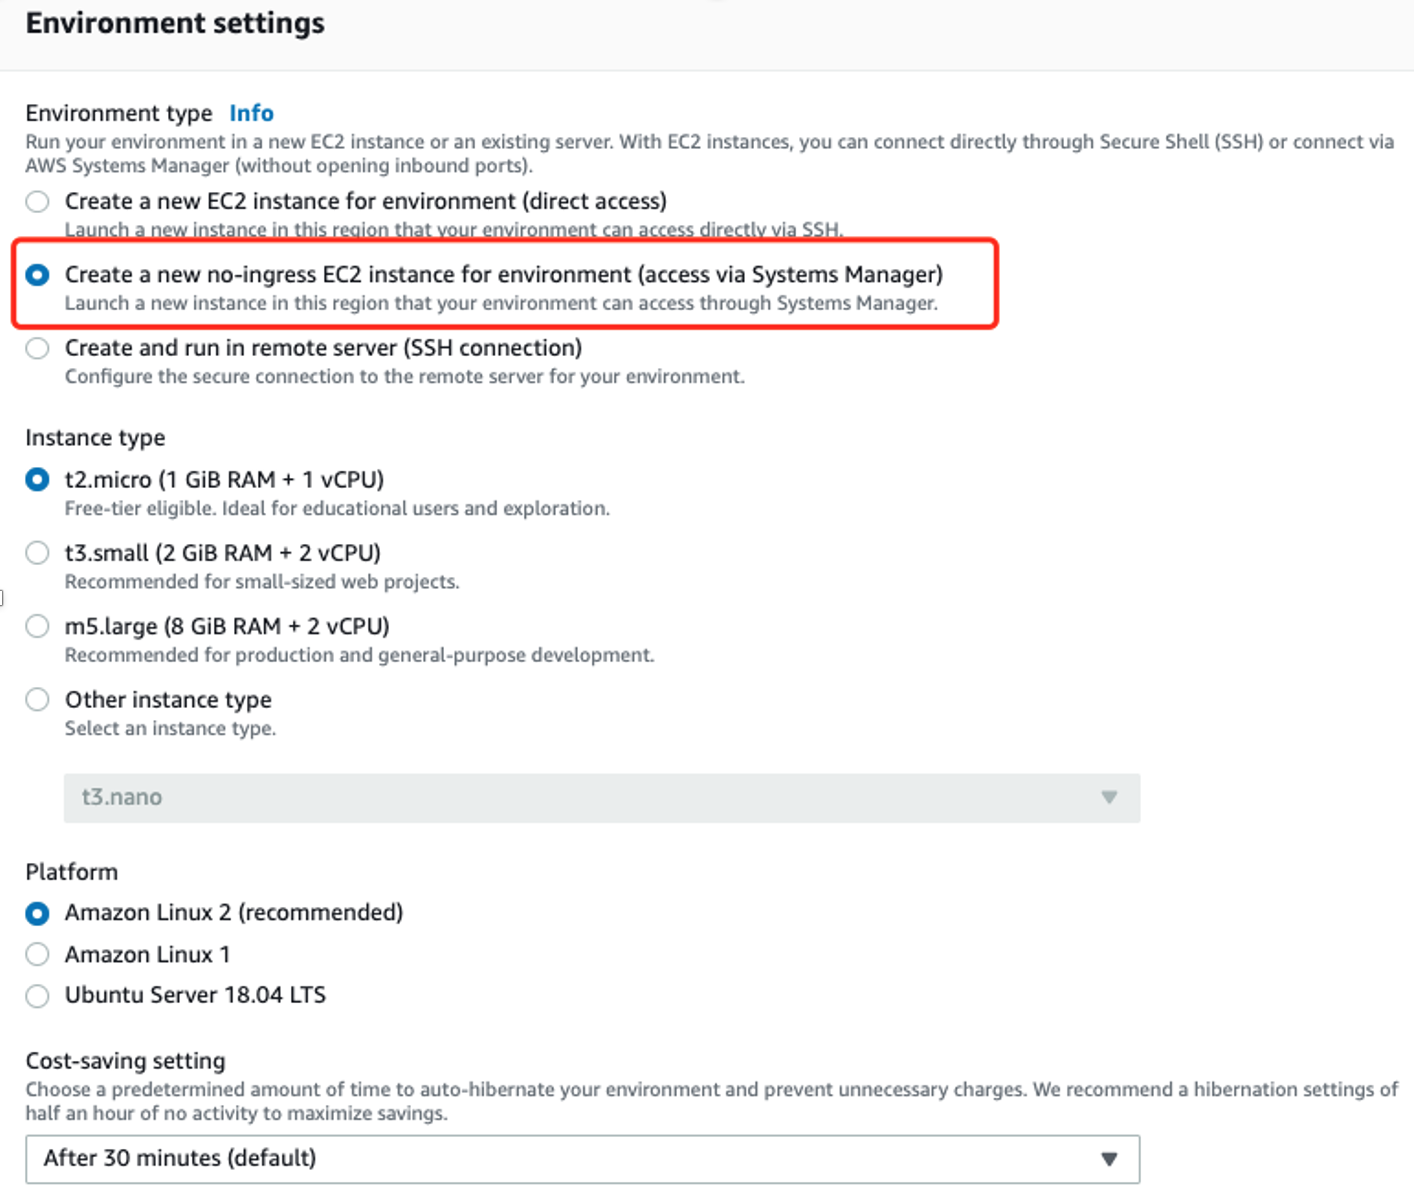 Environment settings
Environment type Info
Run your environment in a new EC2 instance or an existing server. With EC2 instances, you can connect directly through Secure Shell (SSH) or connect via
AWS Systems Manager (without opening inbound ports).
Create a new EC2 instance for environment (direct access)
Launch a new instance in this region that your environment can access directly via SSH.
Create a new no-ingress EC2 instance for environment (access via Systems Manager)
Launch a new instance in this region that your environment can access through Systems Manager.
Create and run in remote server (SSH connection)
Configure the secure connection to the remote server for your environment.
Instance type
t2.micro (1 GiB RAM + 1 vCPU)
Free-tier eligible. Ideal for educational users and exploration.
t3.small (2 GiB RAM + 2 vCPU)
Recommended for small-sized web projects.
m5.large (8 GiB RAM + 2 vCPU)
Recommended for production and general-purpose development.
Other instance type
Select an instance type.
t3.nano
Platform
Amazon Linux 2 (recommended)
Amazon Linux 1
Ubuntu Server 18.04 LTS
Cost-saving setting
Choose a predetermined amount of time to auto-hibernate your environment and prevent unnecessary charges. We recommend a hibernation settings of
half an hour of no activity to maximize savings.
After 30 minutes (default)